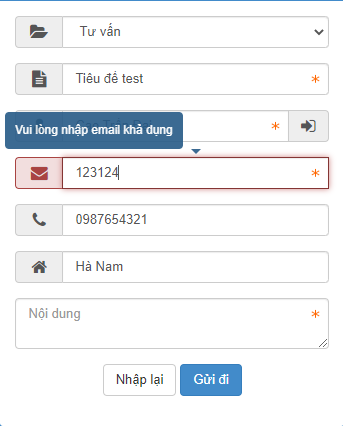 Tư vấn
Tiêu đề test
*
Vui lòng nhập email khả dụng
*
123124
*
0987654321
Hà Nam
Nội dung
*
Nhập lại
Gửi đi